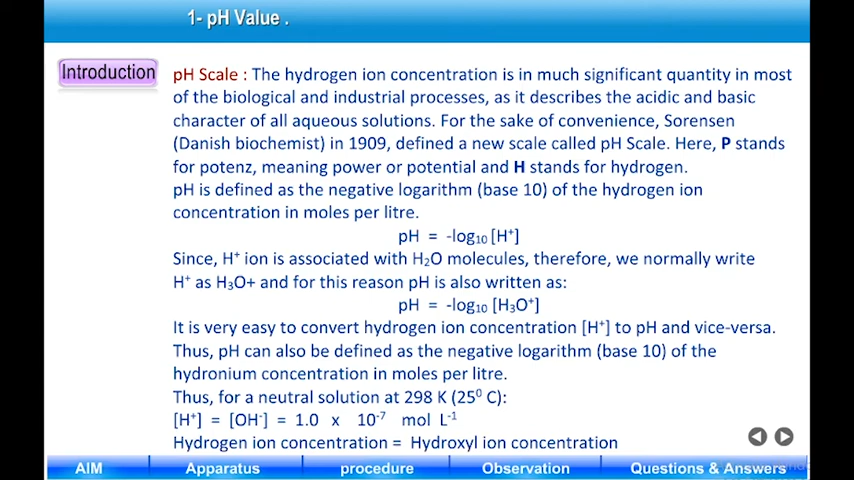 1- pH Value .
Introduction
pH Scale : The hydrogen ion concentration is in much significant quantity in most
of the biological and industrial processes, as it describes the acidic and basic
character of all aqueous solutions. For the sake of convenience, Sorensen
(Danish biochemist) in 1909, defined a new scale called pH Scale. Here, P stands
for potenz, meaning power or potential and H stands for hydrogen.
pH is defined as the negative logarithm (base 10) of the hydrogen ion
concentration in moles per litre.
pH = -log₁₀ [H⁺]
Since, H⁺ ion is associated with H₂O molecules, therefore, we normally write
H⁺ as H₃O+ and for this reason pH is also written as:
pH = -log₁₀ [H₃O⁺]
It is very easy to convert hydrogen ion concentration [H⁺] to pH and vice-versa.
Thus, pH can also be defined as the negative logarithm (base 10) of the
hydronium concentration in moles per litre.
Thus, for a neutral solution at 298 K (25⁰ C):
[H⁺] = [OH⁻] = 1.0 x 10⁻⁷ mol L⁻¹
Hydrogen ion concentration = Hydroxyl ion concentration
AIM Apparatus procedure Observation Questions & Answers